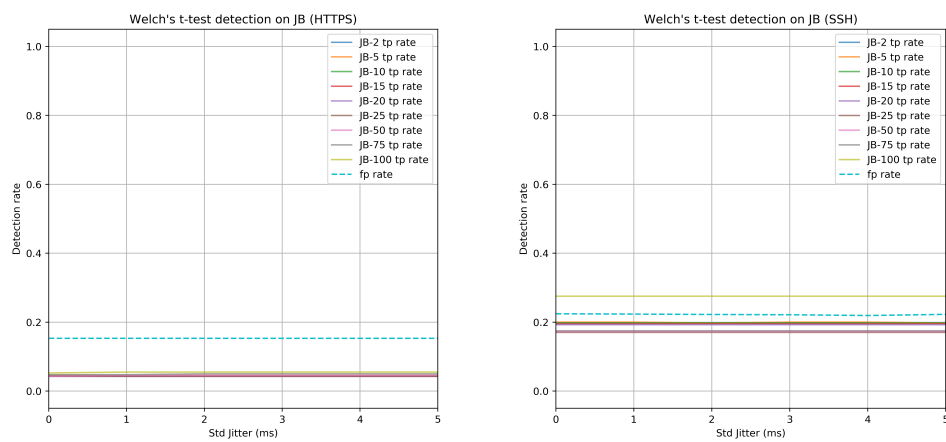 Welch's t-test detection on JB (HTTPS)
1.0
0.8
0.6
0.4
0.2
0.0
Detection rate
0
1
2
3
4
5
Std Jitter (ms)
JB-2 tp rate
JB-5 tp rate
JB-10 tp rate
JB-15 tp rate
JB-20 tp rate
JB-25 tp rate
JB-50 tp rate
JB-75 tp rate
JB-100 tp rate
fp rate
Welch's t-test detection on JB (SSH)
1.0
0.8
0.6
0.4
0.2
0.0
Detection rate
0
1
2
3
4
5
Std Jitter (ms)
JB-2 tp rate
JB-5 tp rate
JB-10 tp rate
JB-15 tp rate
JB-20 tp rate
JB-25 tp rate
JB-50 tp rate
JB-75 tp rate
JB-100 tp rate
fp rate